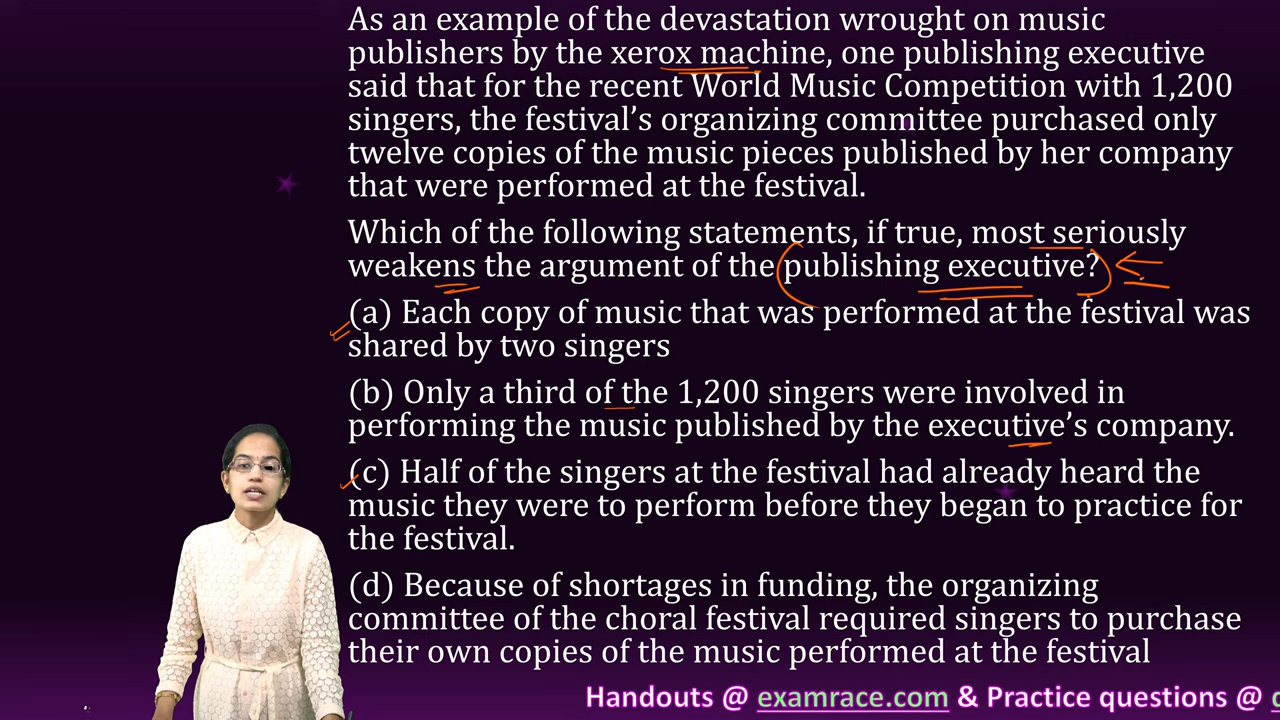 As an example of the devastation wrought on music
publishers by the xerox machine, one publishing executive
said that for the recent World Music Competition with 1,200
singers, the festival's organizing committee purchased only
twelve copies of the music pieces published by her company
that were performed at the festival.
Which of the following statements, if true, most seriously
weakens the argument of the publishing executive?
(a) Each copy of music that was performed at the festival was
shared by two singers
(b) Only a third of the 1,200 singers were involved in
performing the music published by the executive's company.
(c) Half of the singers at the festival had already heard the
music they were to perform before they began to practice for
the festival.
(d) Because of shortages in funding, the organizing
committee of the choral festival required singers to purchase
their own copies of the music performed at the festival
Handouts @ examrace.com & Practice questions @